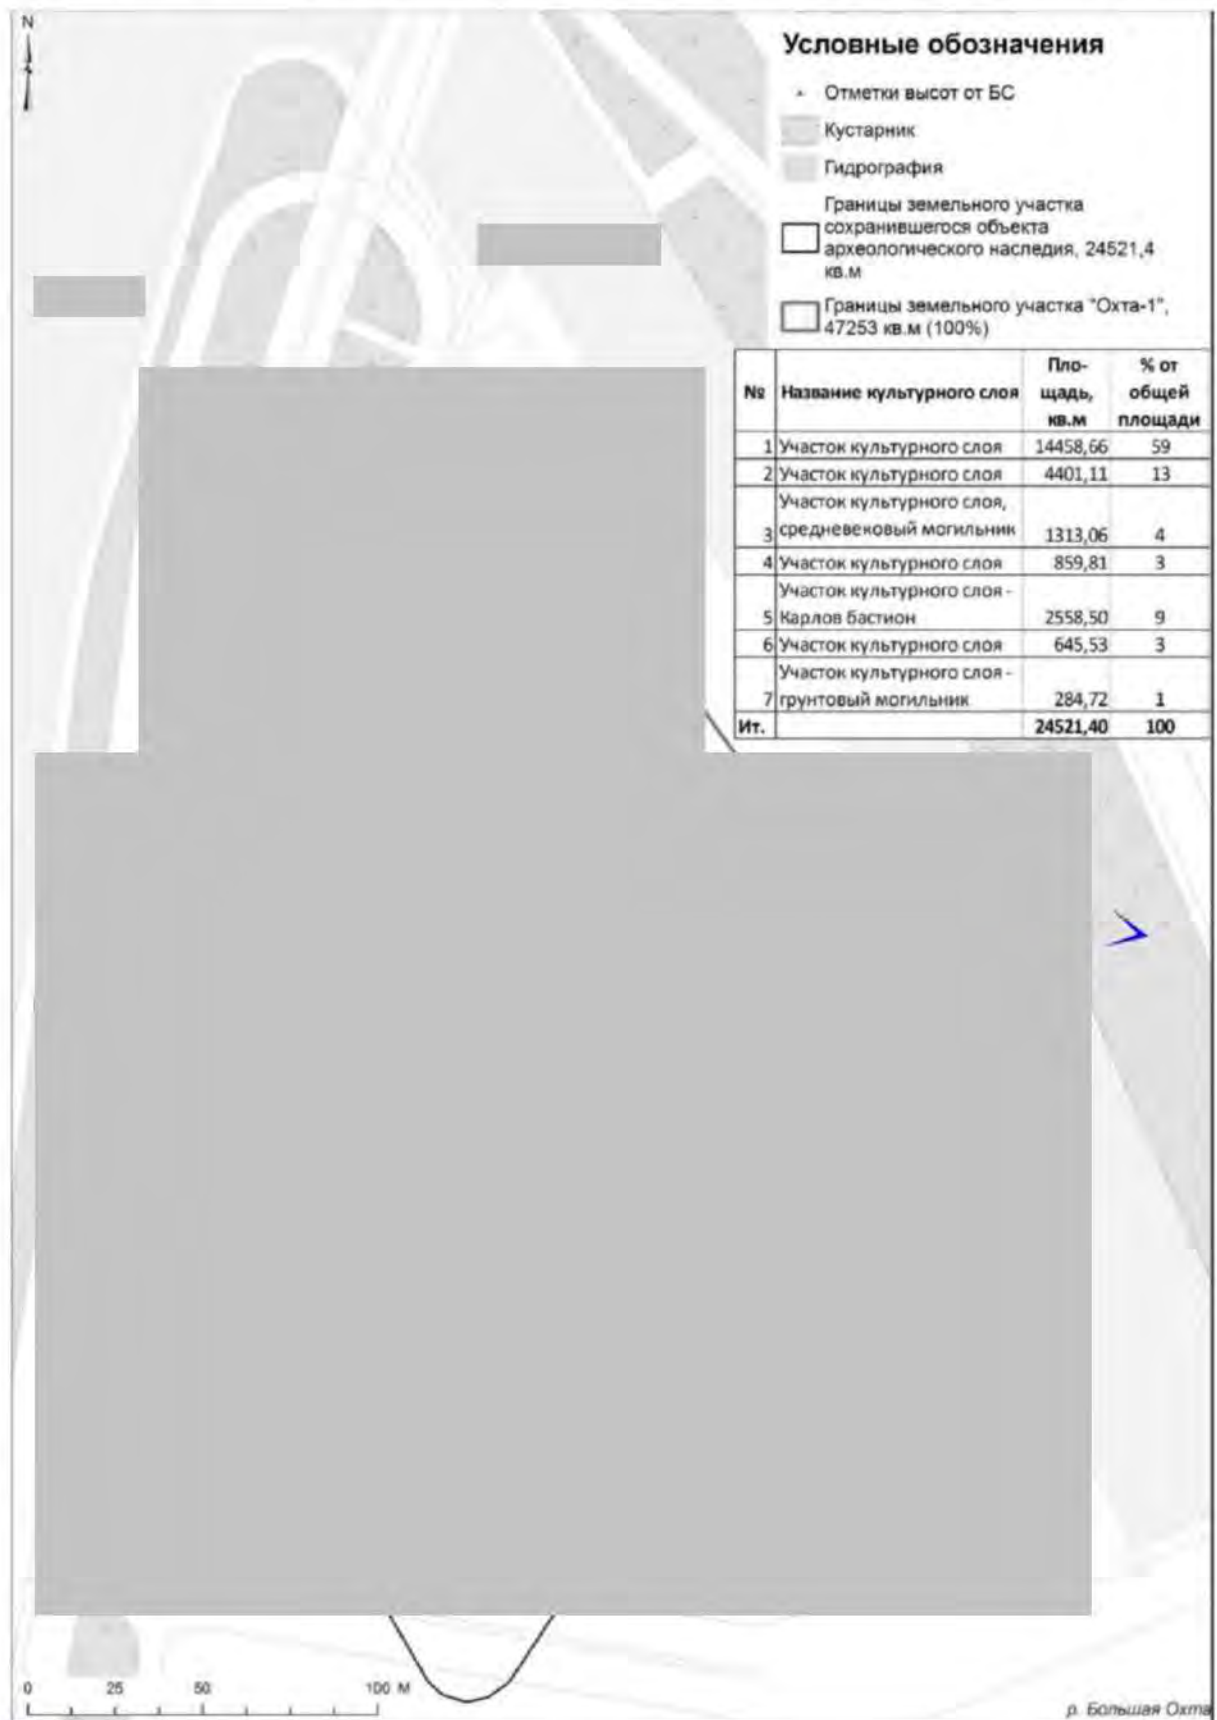 N
Условные обозначения
Отметки высот от БС
Кустарник
Гидрография
Границы земельного участка
сохранившегося объекта
археологического наследия, 24521,4
кв.м
Границы земельного участка "Охта-1",
47253 кв.м (100%)
№ Название культурного слоя Пло-щадь, кв.м % от общей площади
1 Участок культурного слоя 14458,66 59
2 Участок культурного слоя 4401,11 13
Участок культурного слоя,
3 средневековый могильник 1313,06 4
4 Участок культурного слоя 859,81 3
Участок культурного слоя -
5 Карлов бастион 2558,50 9
6 Участок культурного слоя 645,53 3
Участок культурного слоя -
7 грунтовый могильник 284,72 1
Ит. 24521,40 100
0 25 50 100 М
р. Большая Охта